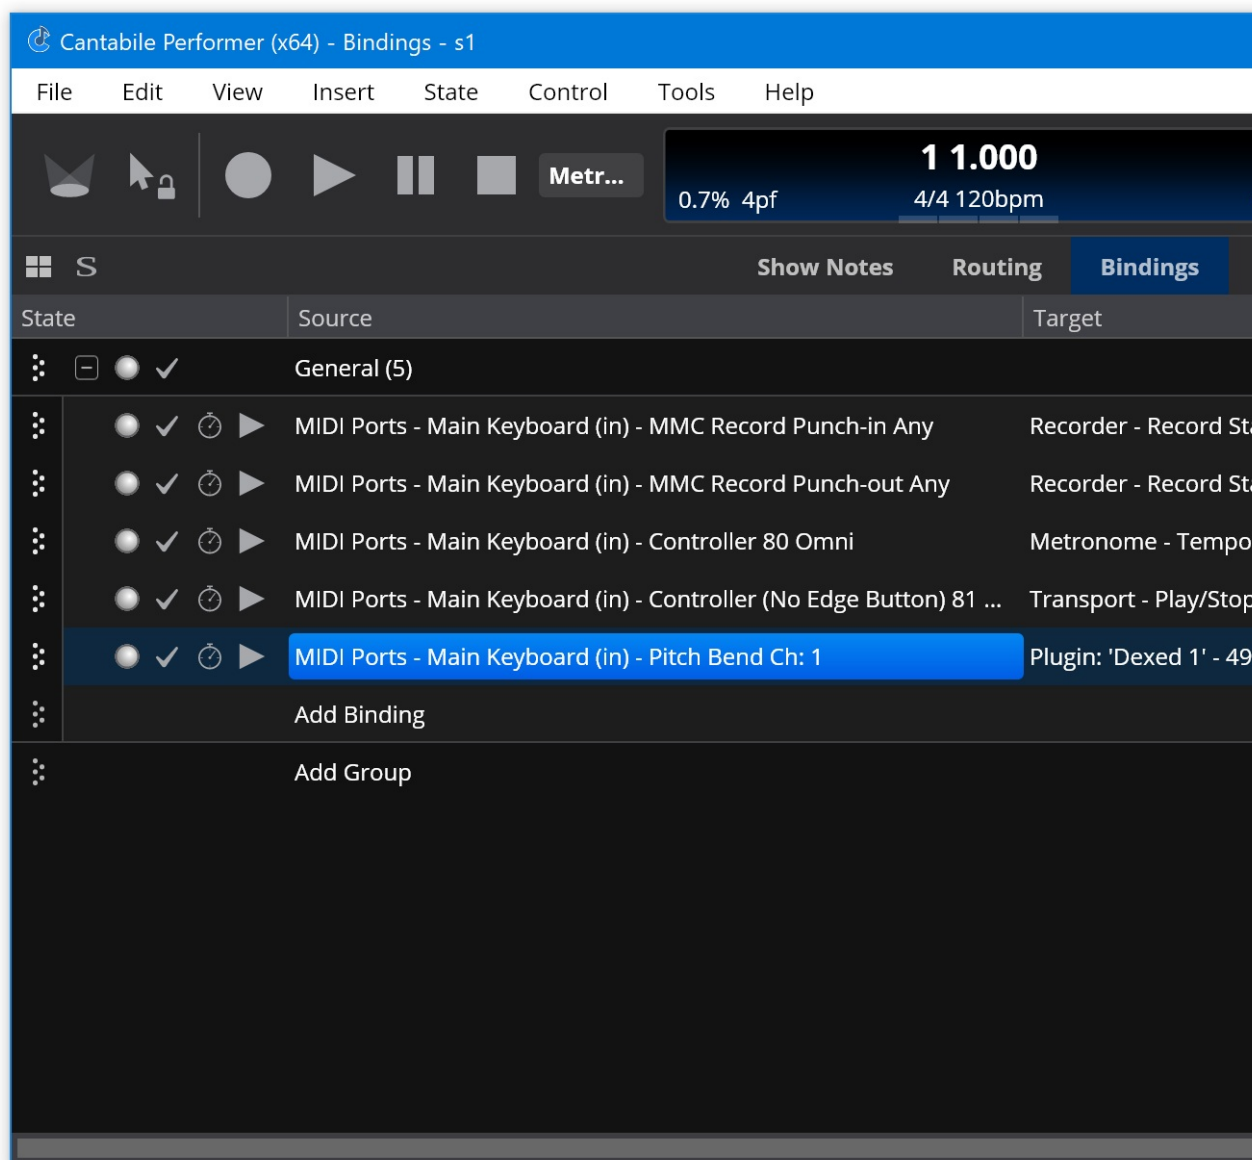 Cantabile Performer (x64) - Bindings - s1
File Edit View Insert State Control Tools Help
Metr...
1 1.000
0.7% 4pf
4/4 120bpm
S
Show Notes Routing Bindings
State Source Target
General (5)
MIDI Ports - Main Keyboard (in) - MMC Record Punch-in Any Recorder - Record
MIDI Ports - Main Keyboard (in) - MMC Record Punch-out Any Recorder - Record
MIDI Ports - Main Keyboard (in) - Controller 80 Omni Metronome - Tempo
MIDI Ports - Main Keyboard (in) - Controller (No Edge Button) 81 ... Transport - Play/Stop
MIDI Ports - Main Keyboard (in) - Pitch Bend Ch: 1 Plugin: 'Dexed 1' - 49
Add Binding
Add Group